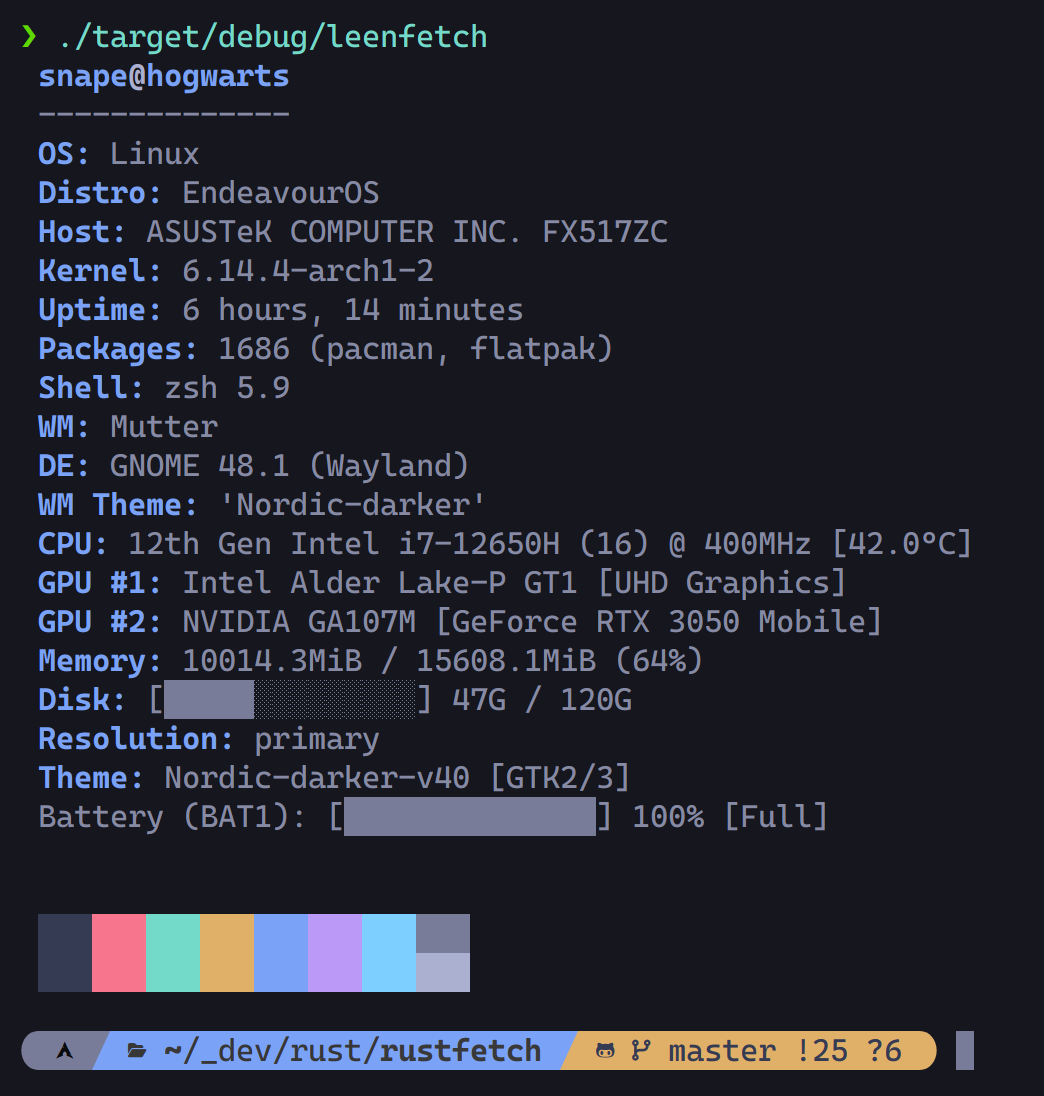 ❯ ./target/debug/leenfetch
snape@hogwarts
--------------
OS: Linux
Distro: EndeavourOS
Host: ASUSTeK COMPUTER INC. FX517ZC
Kernel: 6.14.4-arch1-2
Uptime: 6 hours, 14 minutes
Packages: 1686 (pacman, flatpak)
Shell: zsh 5.9
WM: Mutter
DE: GNOME 48.1 (Wayland)
WM Theme: 'Nordic-darker'
CPU: 12th Gen Intel i7-12650H (16) @ 400MHz [42.0°C]
GPU #1: Intel Alder Lake-P GT1 [UHD Graphics]
GPU #2: NVIDIA GA107M [GeForce RTX 3050 Mobile]
Memory: 10014.3MiB / 15608.1MiB (64%)
Disk: [█████░░░░░░░░░] 47G / 120G
Resolution: primary
Theme: Nordic-darker-v40 [GTK2/3]
Battery (BAT1): [██████████████] 100% [Full]
~/_dev/rust/rustfetch master !25 ?6